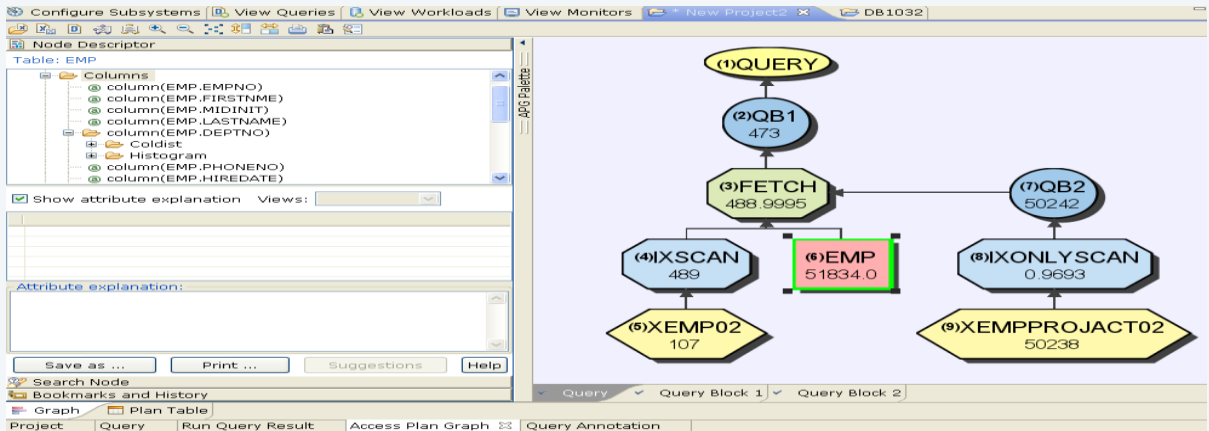 Configure Subsystems View Queries View Workloads View Monitors * New Project2 DB1032
Node Descriptor
Table: EMP
Columns
column(EMP.EMPNO)
column(EMP.FIRSTNME)
column(EMP.MIDINIT)
column(EMP.LASTNAME)
column(EMP.DEPTNO)
Coldist
Histogram
column(EMP.PHONENO)
column(EMP.HIREDATE)
Show attribute explanation Views:
Attribute explanation:
Save as ... Print ... Suggestions Help
Search Node
Bookmarks and History
APG Palette
(1)QUERY
(2)QB1
473
(3)FETCH
488.9995
(7)QB2
50242
(4)IXSCAN
489
(6)EMP
51834.0
(8)IXONLYSCAN
0.9693
(5)XEMP02
107
(9)XEMPPROJACT02
50238
Query Query Block 1 Query Block 2
Graph Plan Table
Project Query Run Query Result Access Plan Graph Query Annotation